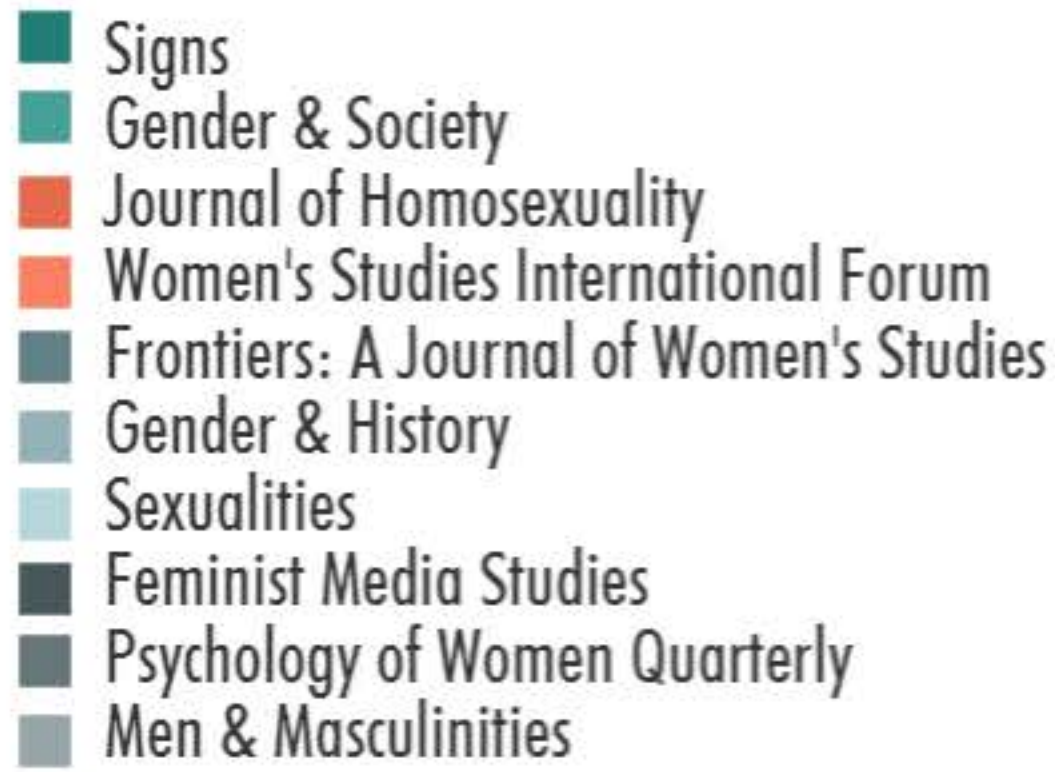 Signs
Gender & Society
Journal of Homosexuality
Women's Studies International Forum
Frontiers: A Journal of Women's Studies
Gender & History
Sexualities
Feminist Media Studies
Psychology of Women Quarterly
Men & Masculinities